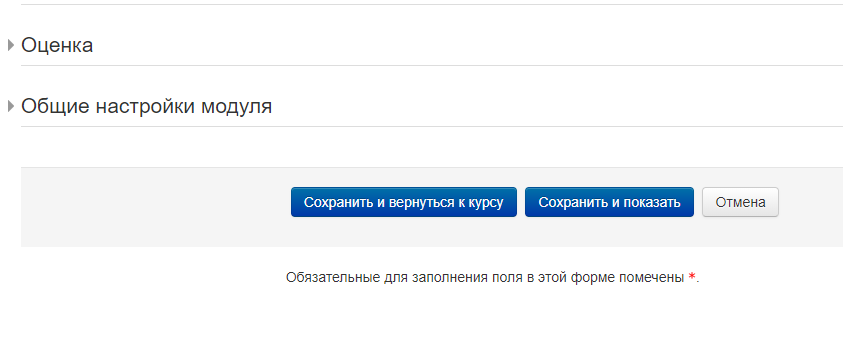 Оценка
Общие настройки модуля
Сохранить и вернуться к курсу Сохранить и показать Отмена
Обязательные для заполнения поля в этой форме помечены *.